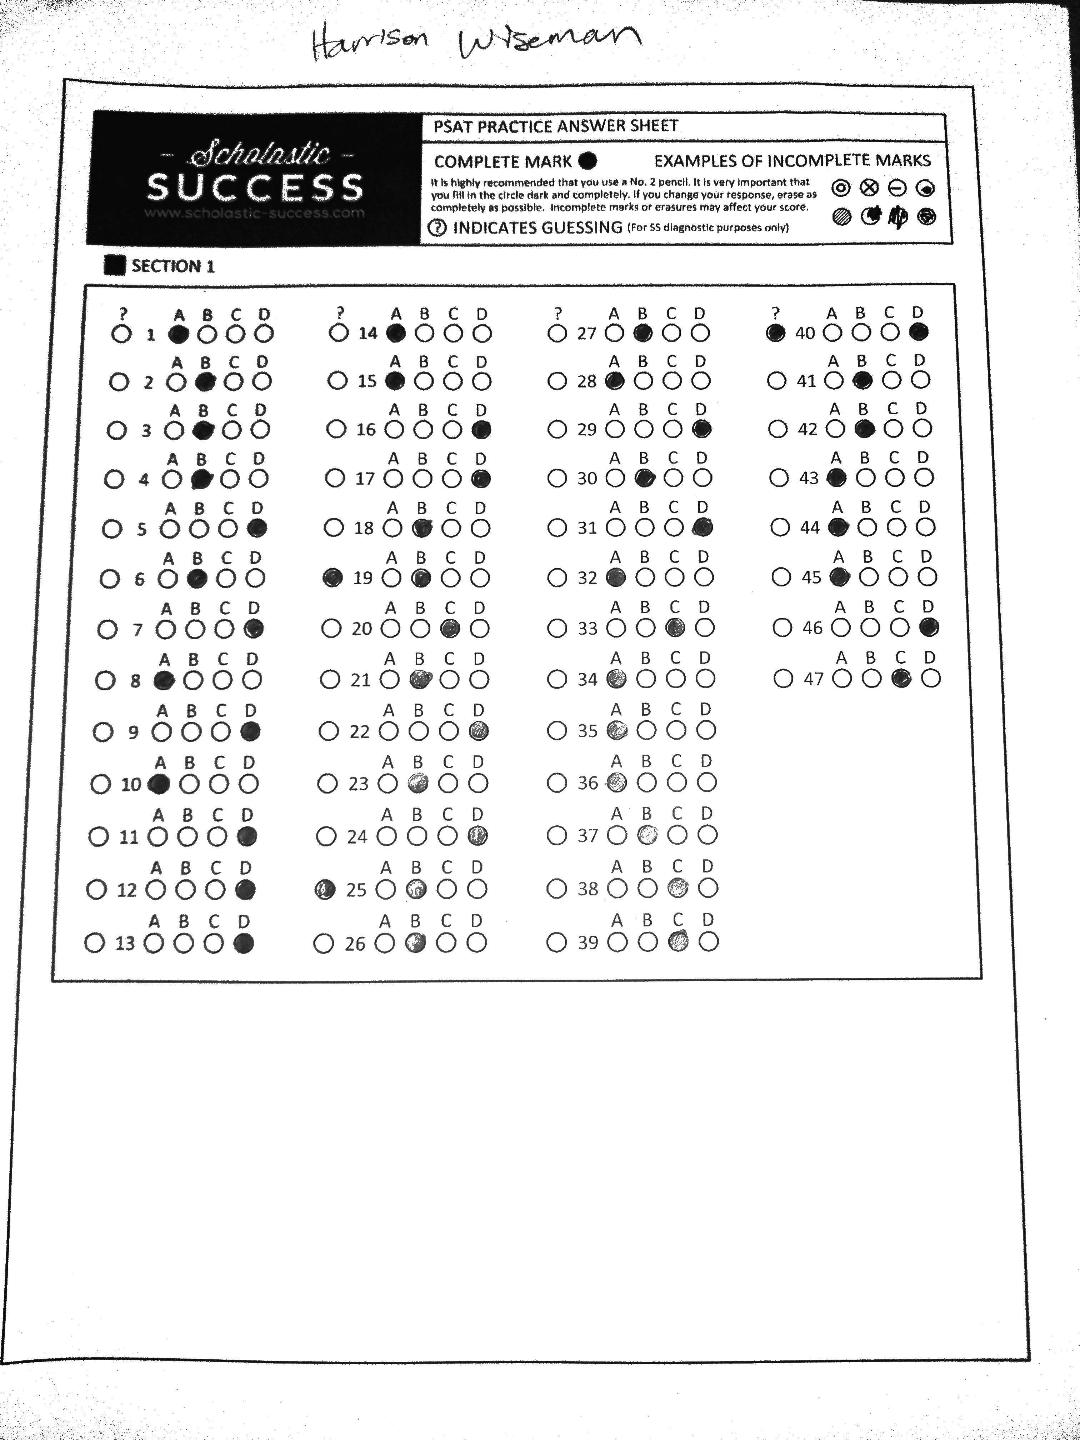 Harrison Wiseman
- Scholastic -
SUCCESS
www.scholastic-success.com
PSAT PRACTICE ANSWER SHEET
COMPLETE MARK EXAMPLES OF INCOMPLETE MARKS
It is highly recommended that you use a No. 2 pencil. It is very important that
you fill in the circle dark and completely. If you change your response, erase as
completely as possible. Incomplete marks or erasures may affect your score.
? INDICATES GUESSING (For SS diagnostic purposes only)
SECTION 1
? A B C D ? A B C D ? A B C D ? A B C D
1 14 27 40
A B C D A B C D A B C D A B C D
2 15 28 41
A B C D A B C D A B C D A B C D
3 16 29 42
A B C D A B C D A B C D A B C D
4 17 30 43
A B C D A B C D A B C D A B C D
5 18 31 44
A B C D A B C D A B C D A B C D
6 19 32 45
A B C D A B C D A B C D A B C D
7 20 33 46
A B C D A B C D A B C D A B C D
8 21 34 47
A B C D A B C D A B C D
9 22 35
A B C D A B C D A B C D
10 23 36
A B C D A B C D A B C D
11 24 37
A B C D A B C D A B C D
12 25 38
A B C D A B C D A B C D
13 26 39